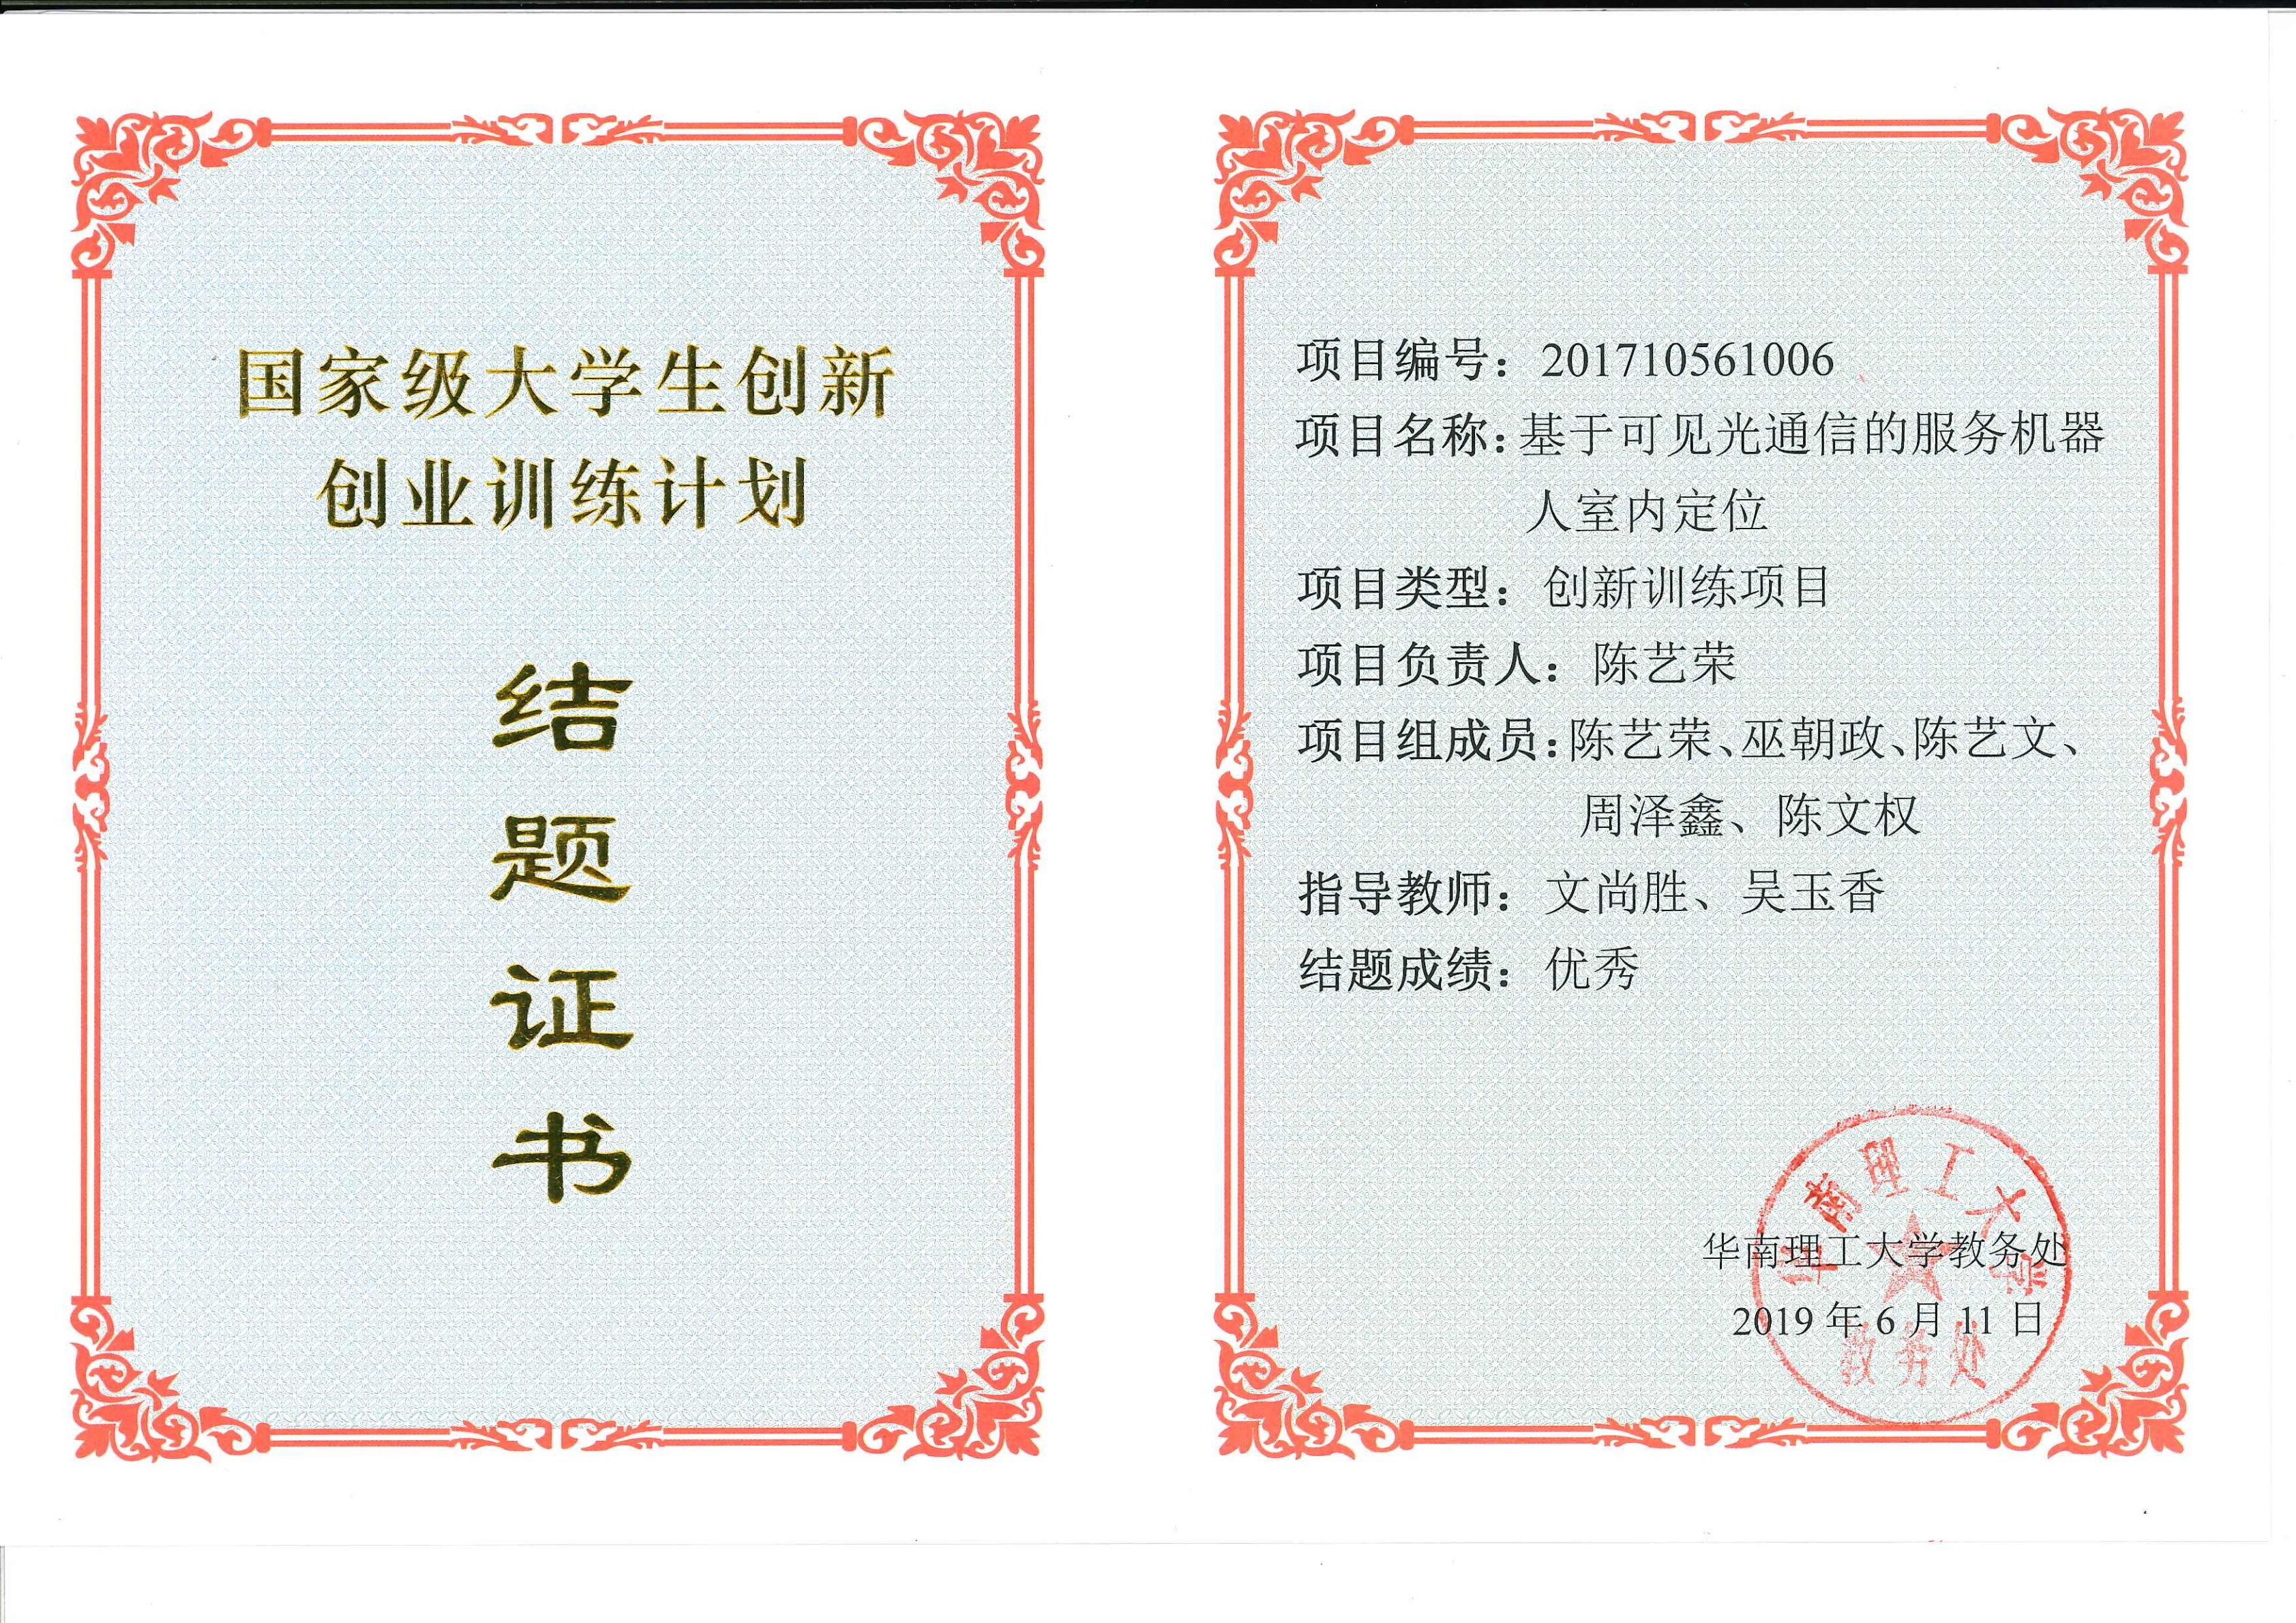 国家级大学生创新
创业训练计划
结
题
证
书
项目编号：201710561006
项目名称：基于可见光通信的服务机器
人室内定位
项目类型：创新训练项目
项目负责人：陈艺荣
项目组成员：陈艺荣、巫朝政、陈艺文、
周泽鑫、陈文权
指导教师：文尚胜、吴玉香
结题成绩：优秀
华南理工大学
华南理工大学教务处
2019 年 6 月 11 日
教务处